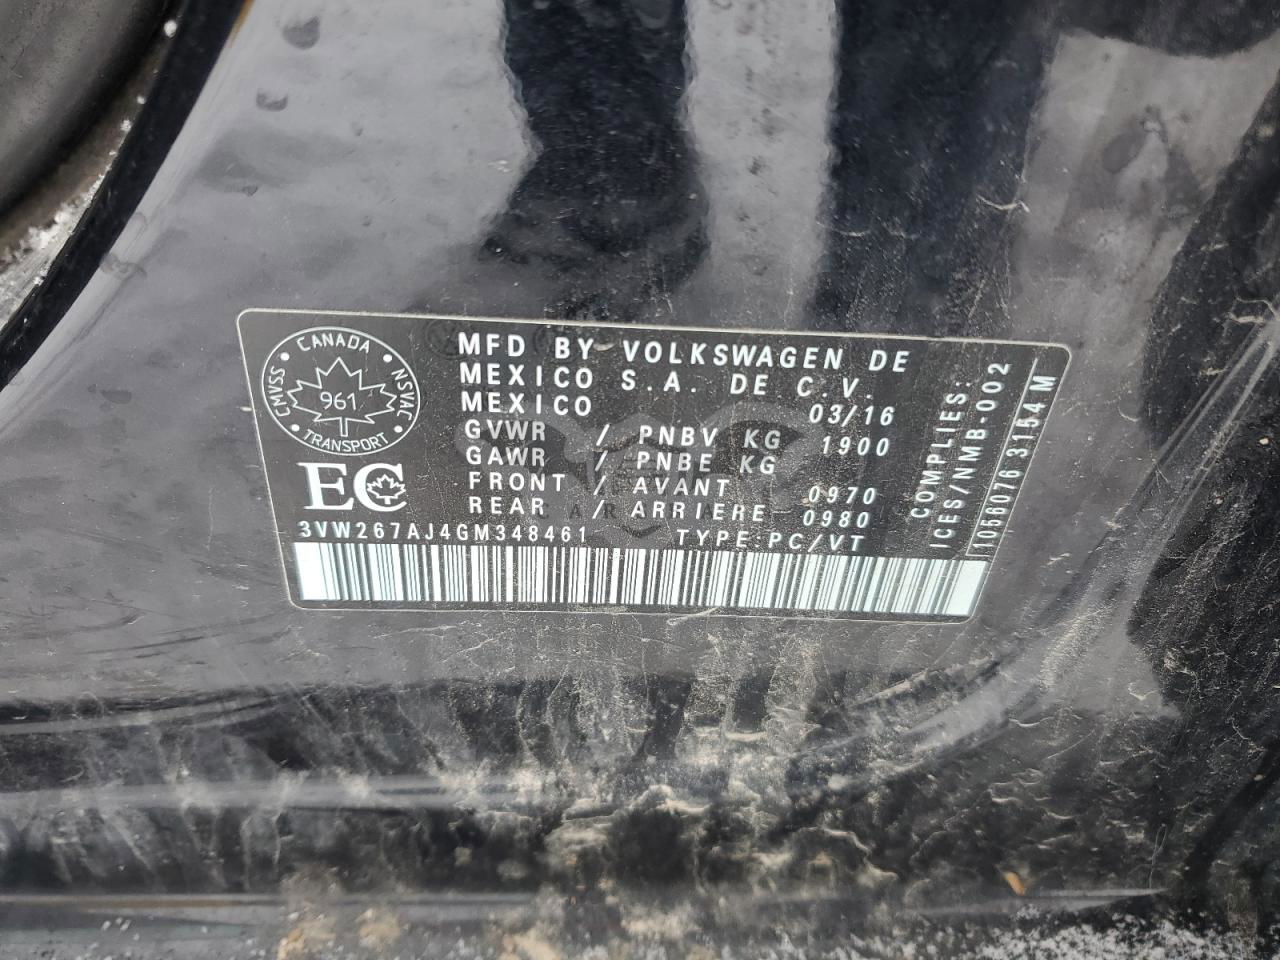 CANADA
CMVSS
NSVAC
961
TRANSPORT
EC
MFD BY VOLKSWAGEN DE
MEXICO S.A. DE C.V.
MEXICO 03/16
GVWR / PNBV KG 1900
GAWR / PNBE KG
FRONT / AVANT 0970
REAR / ARRIERE 0980
3VW267AJ4GM348461 TYPE:PC/VT
COMPLIES:
ICES/NMB-002
1056076 3154 M